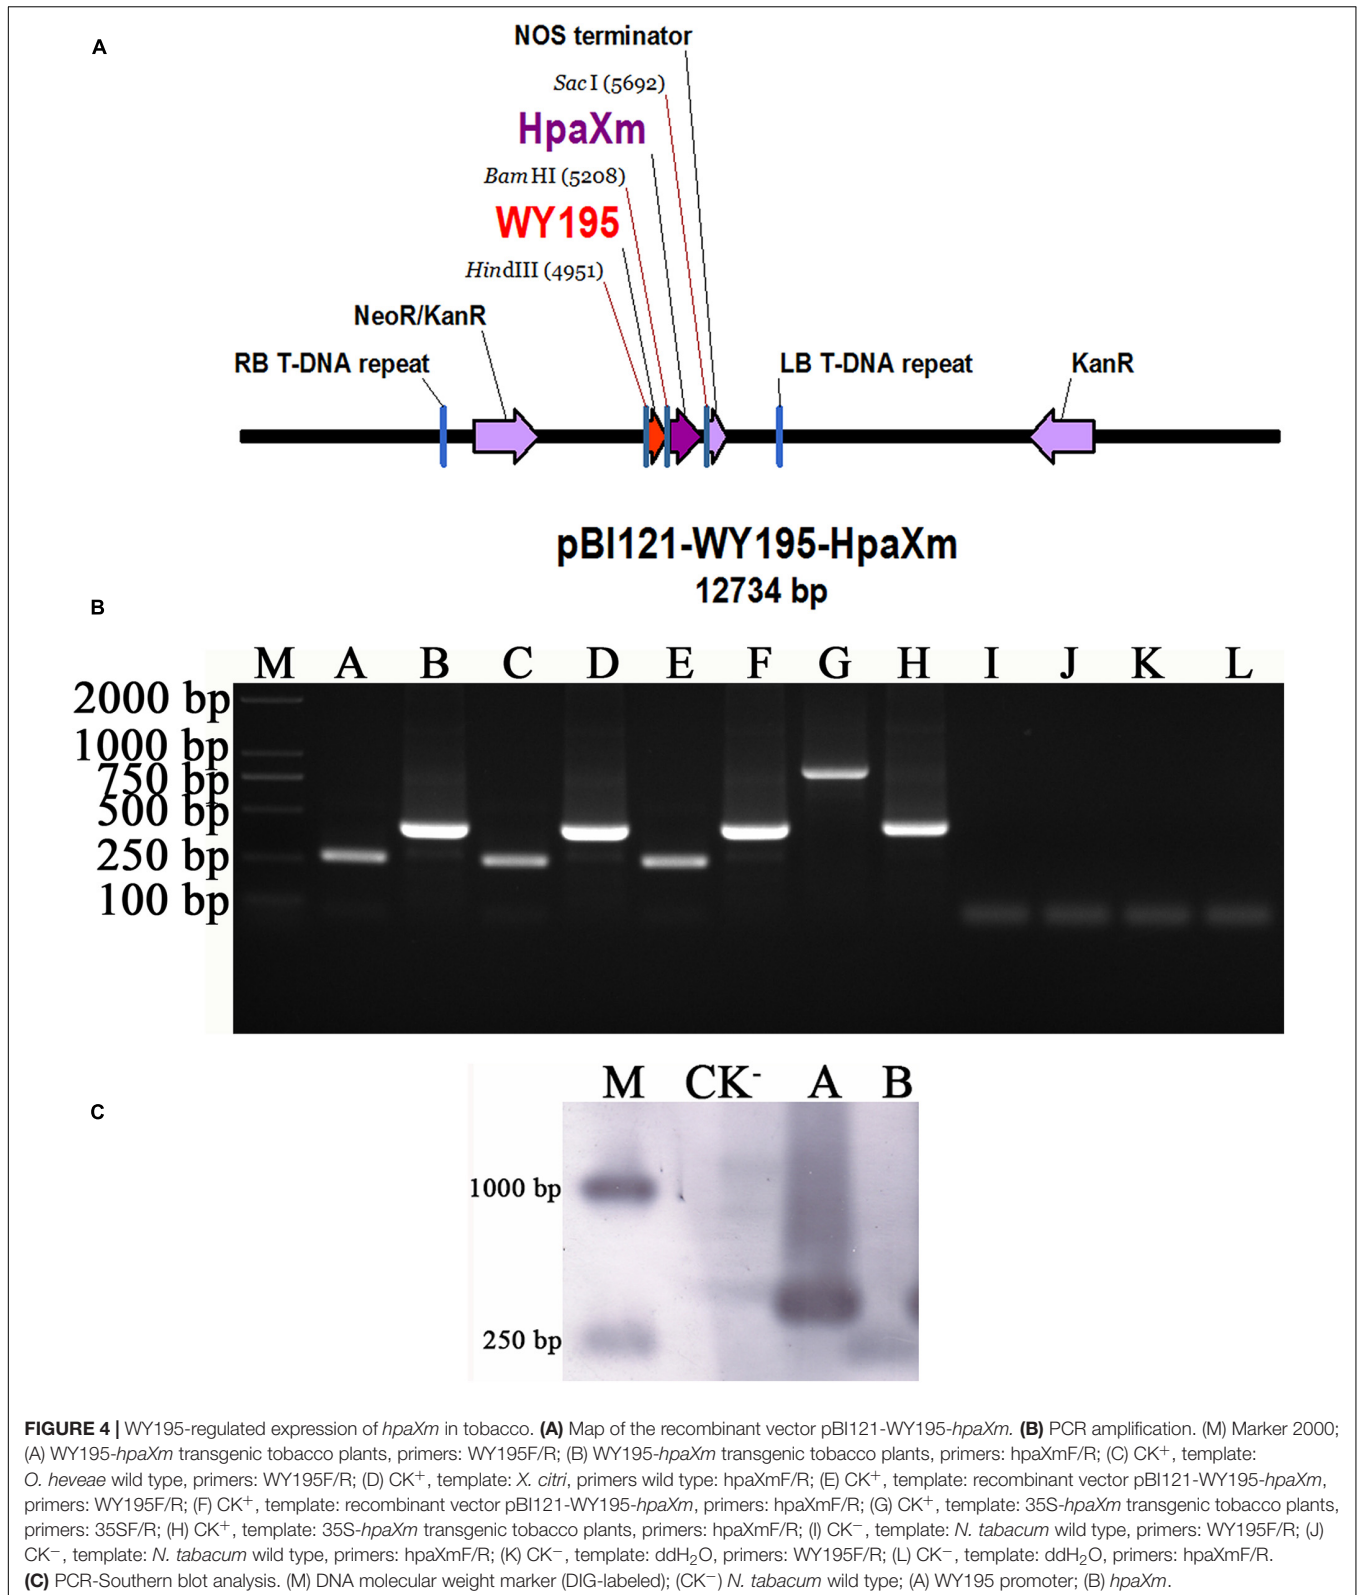 A
NOS terminator
SacI (5692)
HpaXm
BamHI (5208)
WY195
HindIII (4951)
NeoR/KanR
RB T-DNA repeat
LB T-DNA repeat
KanR
pBI121-WY195-HpaXm
12734 bp
B
M A B C D E F G H I J K L
2000 bp
1000 bp
750 bp
500 bp
250 bp
100 bp
C
M CK- A B
1000 bp
250 bp
FIGURE 4 | WY195-regulated expression of hpaXm in tobacco. (A) Map of the recombinant vector pBI121-WY195-hpaXm. (B) PCR amplification. (M) Marker 2000;
(A) WY195-hpaXm transgenic tobacco plants, primers: WY195F/R; (B) WY195-hpaXm transgenic tobacco plants, primers: hpaXmF/R; (C) CK+, template:
O. heveae wild type, primers: WY195F/R; (D) CK+, template: X. citri, primers wild type: hpaXmF/R; (E) CK+, template: recombinant vector pBI121-WY195-hpaXm,
primers: WY195F/R; (F) CK+, template: recombinant vector pBI121-WY195-hpaXm, primers: hpaXmF/R; (G) CK+, template: 35S-hpaXm transgenic tobacco plants,
primers: 35SF/R; (H) CK+, template: 35S-hpaXm transgenic tobacco plants, primers: hpaXmF/R; (I) CK−, template: N. tabacum wild type, primers: WY195F/R; (J)
CK−, template: N. tabacum wild type, primers: hpaXmF/R; (K) CK−, template: ddH2O, primers: WY195F/R; (L) CK−, template: ddH2O, primers: hpaXmF/R.
(C) PCR-Southern blot analysis. (M) DNA molecular weight marker (DIG-labeled); (CK−) N. tabacum wild type; (A) WY195 promoter; (B) hpaXm.